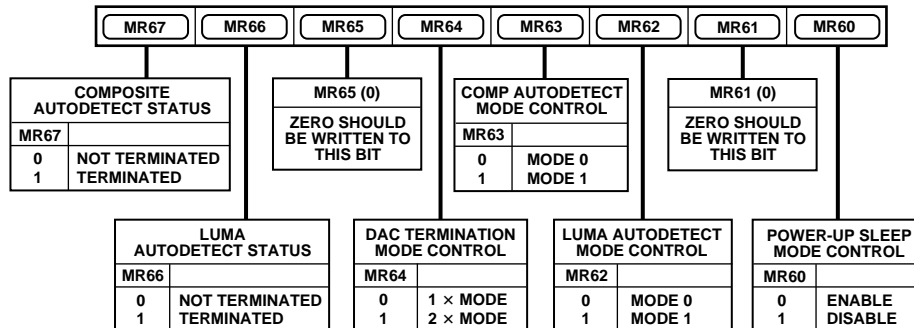 MR67 MR66 MR65 MR64 MR63 MR62 MR61 MR60
COMPOSITE
AUTODETECT STATUS
MR67
0 NOT TERMINATED
1 TERMINATED
MR65 (0)
ZERO SHOULD
BE WRITTEN TO
THIS BIT
COMP AUTODETECT
MODE CONTROL
MR63
0 MODE 0
1 MODE 1
MR61 (0)
ZERO SHOULD
BE WRITTEN TO
THIS BIT
LUMA
AUTODETECT STATUS
MR66
0 NOT TERMINATED
1 TERMINATED
DAC TERMINATION
MODE CONTROL
MR64
0 1 × MODE
1 2 × MODE
LUMA AUTODETECT
MODE CONTROL
MR62
0 MODE 0
1 MODE 1
POWER-UP SLEEP
MODE CONTROL
MR60
0 ENABLE
1 DISABLE